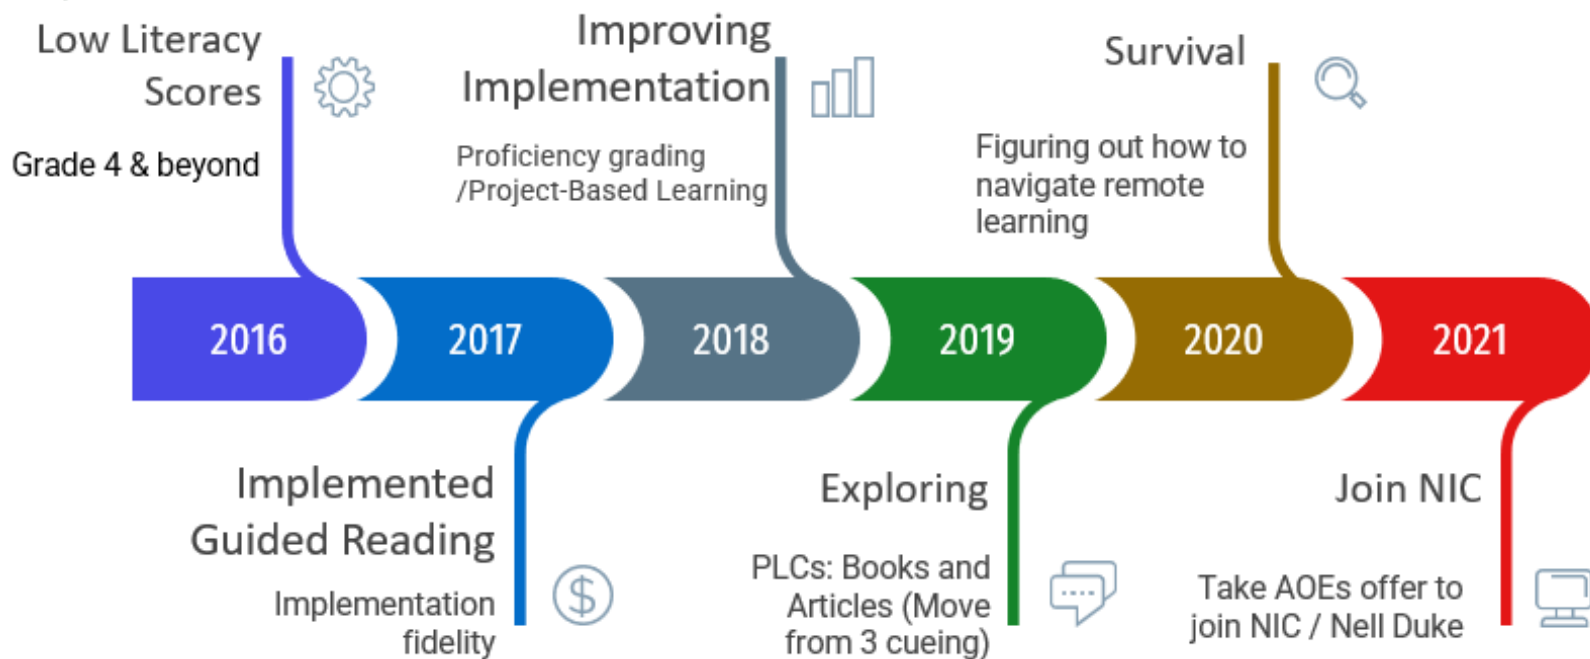 Low Literacy
Scores
Grade 4 & beyond
Improving
Implementation
Proficiency grading
/Project-Based Learning
Survival
Figuring out how to
navigate remote
learning
2016
2017
2018
2019
2020
2021
Implemented
Guided Reading
Implementation
fidelity
$
Exploring
PLCs: Books and
Articles (Move
from 3 cueing)
Join NIC
Take AOEs offer to
join NIC / Nell Duke